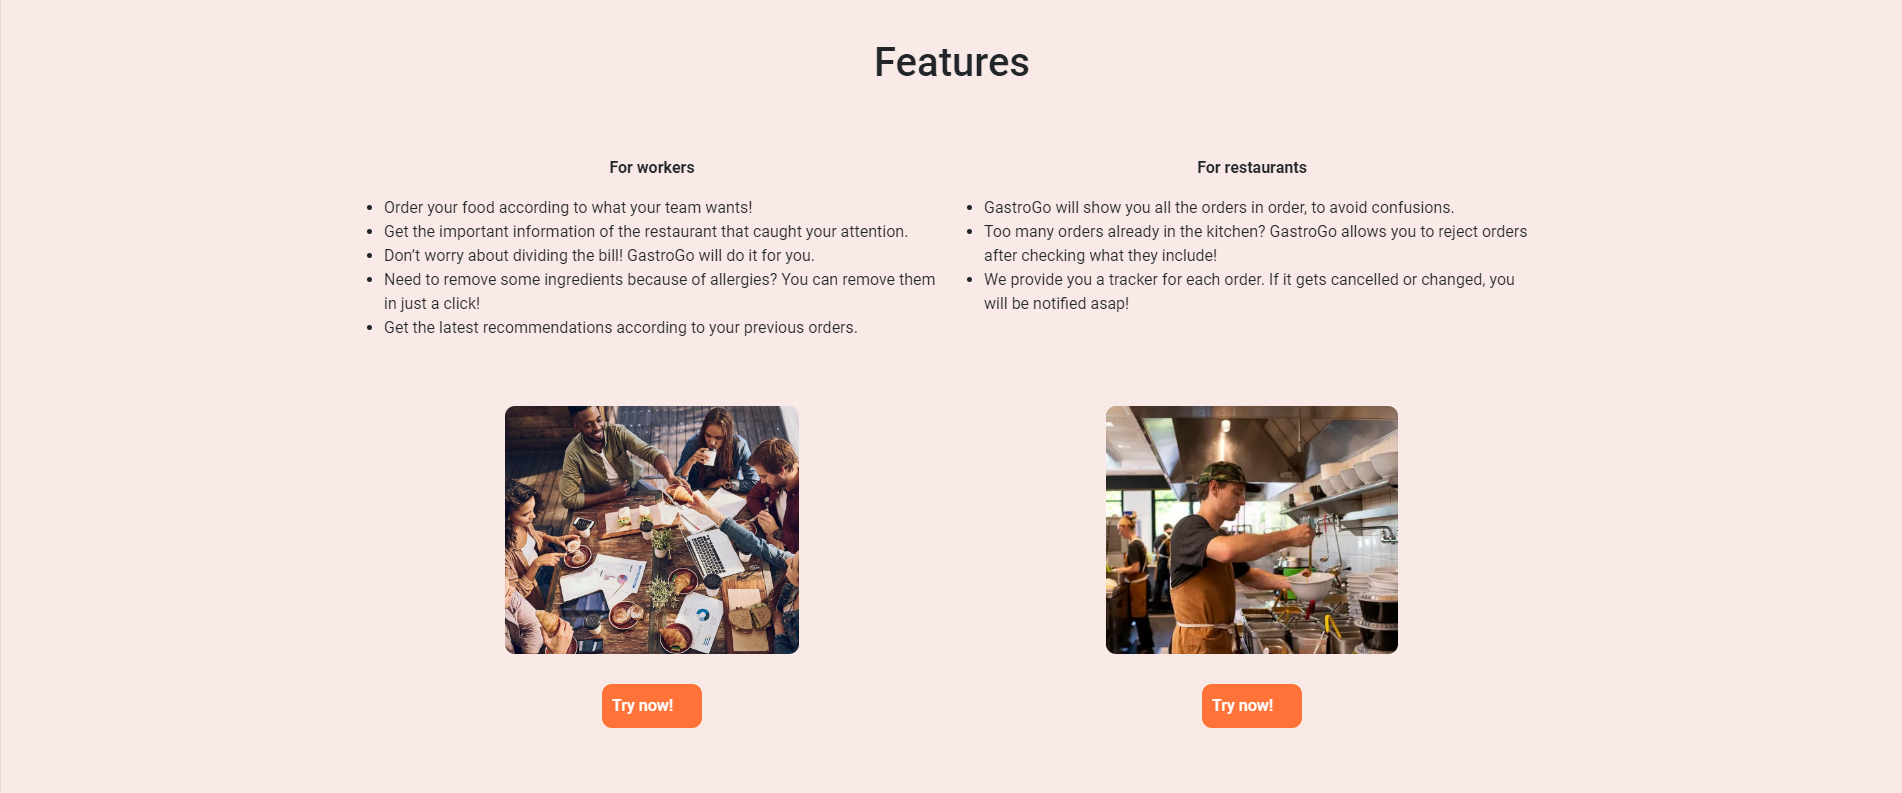 Features
For workers
Order your food according to what your team wants!
Get the important information of the restaurant that caught your attention.
Don't worry about dividing the bill! GastroGo will do it for you.
Need to remove some ingredients because of allergies? You can remove them
in just a click!
Get the latest recommendations according to your previous orders.
Try now!
For restaurants
GastroGo will show you all the orders in order, to avoid confusions.
Too many orders already in the kitchen? GastroGo allows you to reject orders
after checking what they include!
We provide you a tracker for each order. If it gets cancelled or changed, you
will be notified asap!
Try now!